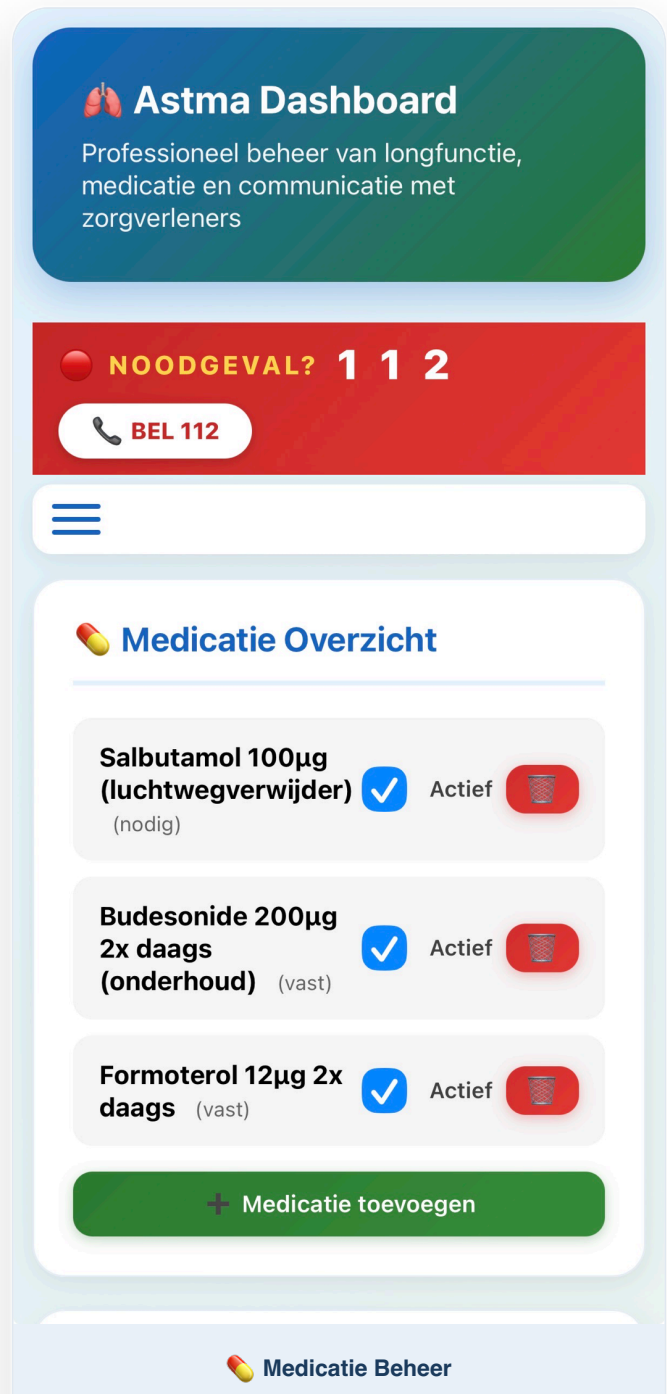 🫁 Astma Dashboard
Professioneel beheer van longfunctie,
medicatie en communicatie met
zorgverleners
🔴 NOODGEVAL? 1 1 2
📞 BEL 112
💊 Medicatie Overzicht
Salbutamol 100µg
(luchtwegverwijder)
(nodig)
Actief
Budesonide 200µg
2x daags
(onderhoud) (vast)
Actief
Formoterol 12µg 2x
daags (vast)
Actief
➕ Medicatie toevoegen
💊 Medicatie Beheer